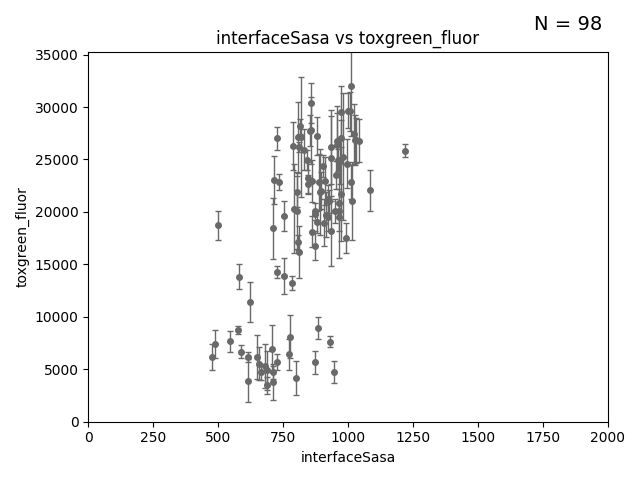 N = 98
interfaceSasa vs toxgreen_fluor
35000
30000
25000
20000
15000
10000
5000
0
toxgreen_fluor
0 250 500 750 1000 1250 1500 1750 2000
interfaceSasa